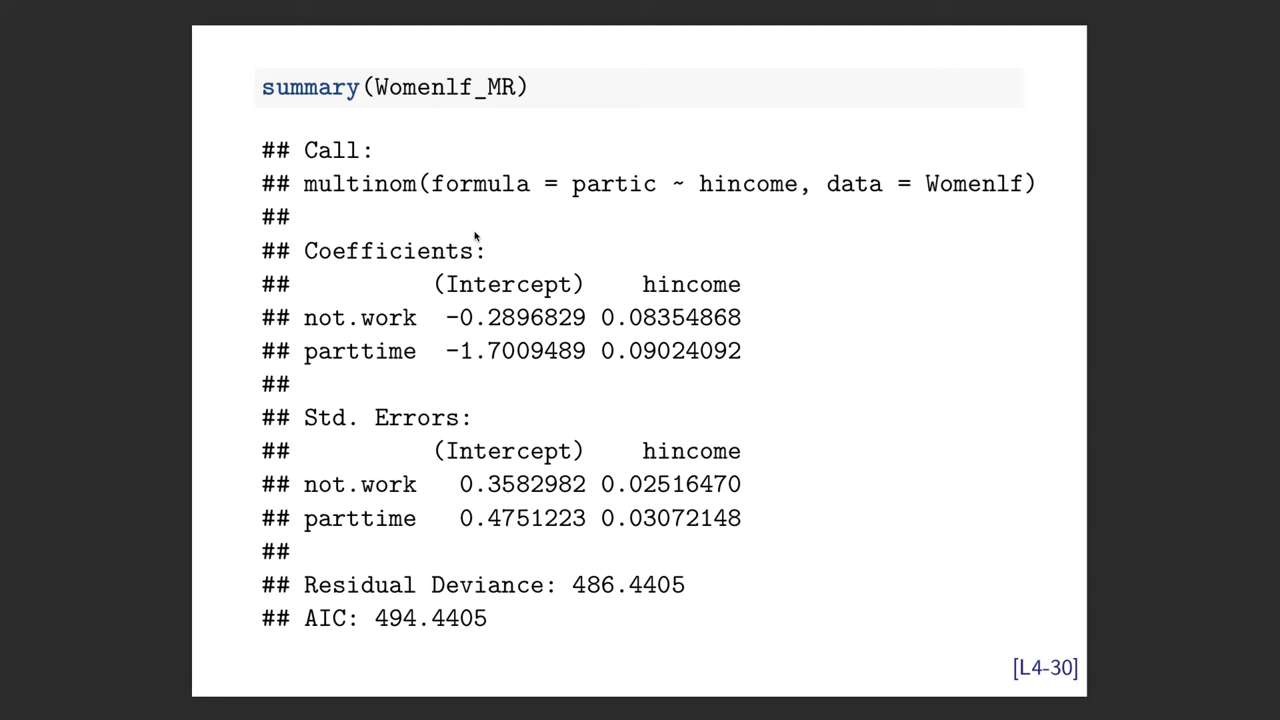 summary(Womenlf_MR)
## Call:
## multinom(formula = partic ~ hincome, data = Womenlf)
##
## Coefficients:
##          (Intercept)    hincome
## not.work  -0.2896829 0.08354868
## parttime  -1.7009489 0.09024092
##
## Std. Errors:
##          (Intercept)    hincome
## not.work   0.3582982 0.02516470
## parttime   0.4751223 0.03072148
##
## Residual Deviance: 486.4405
## AIC: 494.4405
[L4-30]